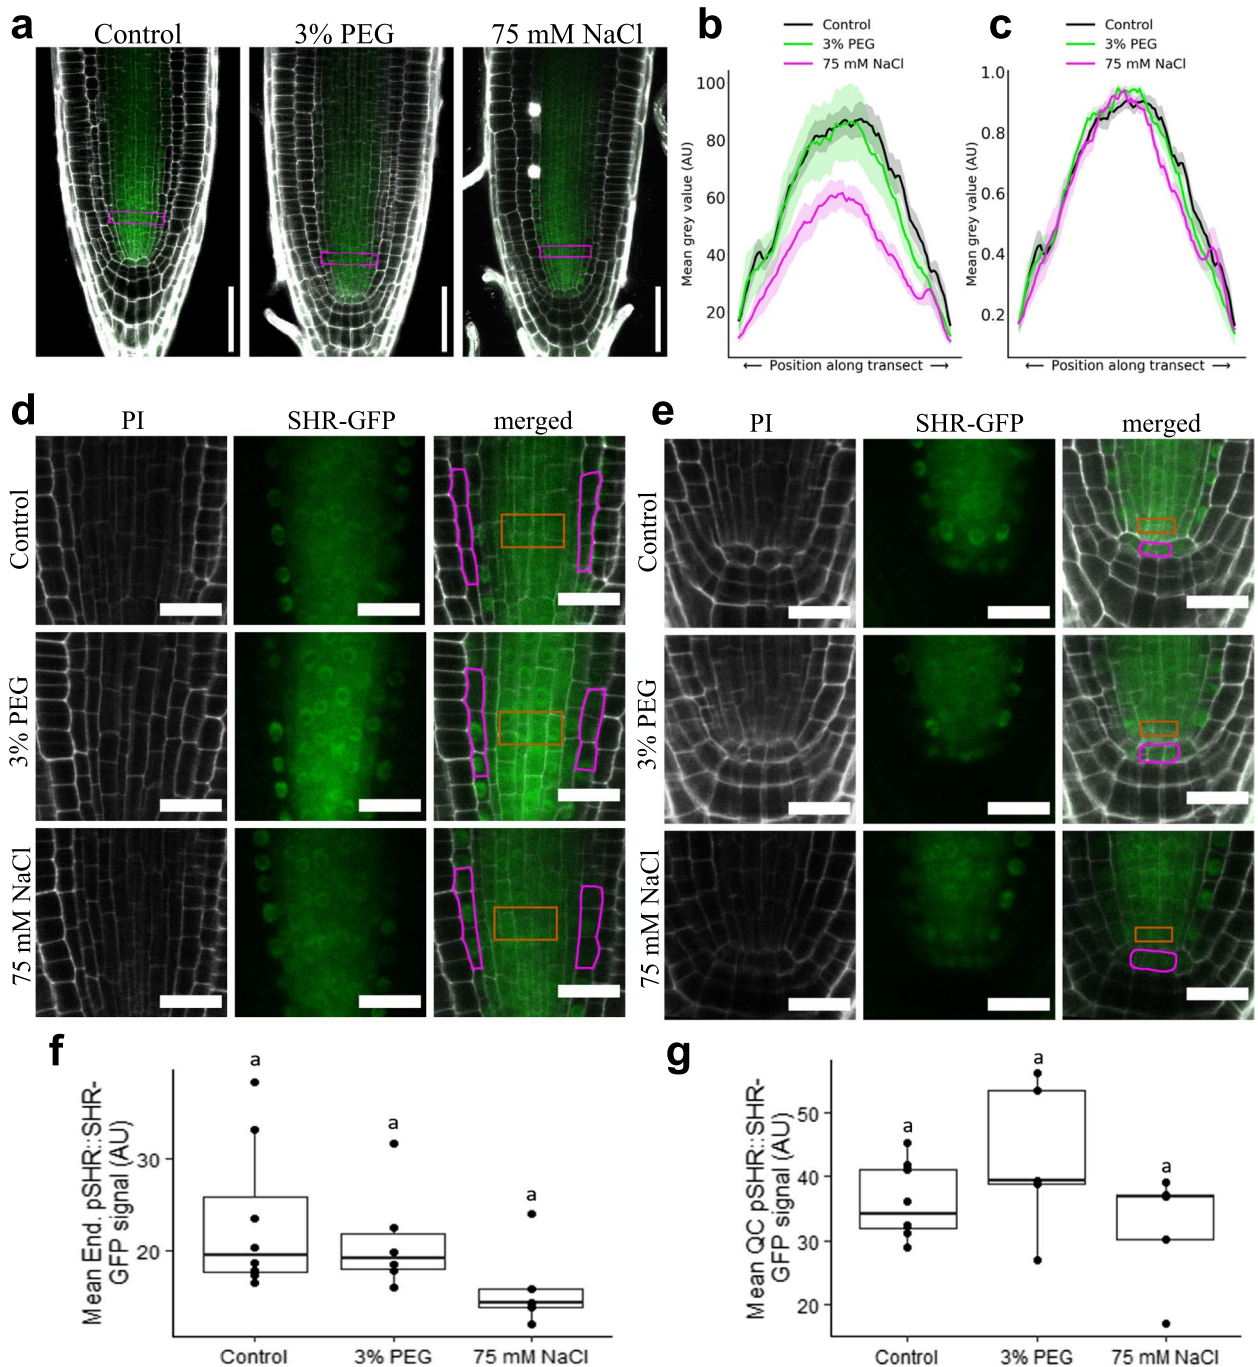 a
Control
3% PEG
75 mM NaCl
b
Control
3% PEG
75 mM NaCl
100
80
60
40
20
Mean grey value (AU)
← Position along transect →
c
Control
3% PEG
75 mM NaCl
1.0
0.8
0.6
0.4
0.2
Mean grey value (AU)
← Position along transect →
d
PI
SHR-GFP
merged
Control
3% PEG
75 mM NaCl
e
PI
SHR-GFP
merged
Control
3% PEG
75 mM NaCl
f
Mean End. pSHR::SHR-
GFP signal (AU)
30
20
a
a
a
Control
3% PEG
75 mM NaCl
g
Mean QC pSHR::SHR-
GFP signal (AU)
50
40
30
20
a
a
a
Control
3% PEG
75 mM NaCl